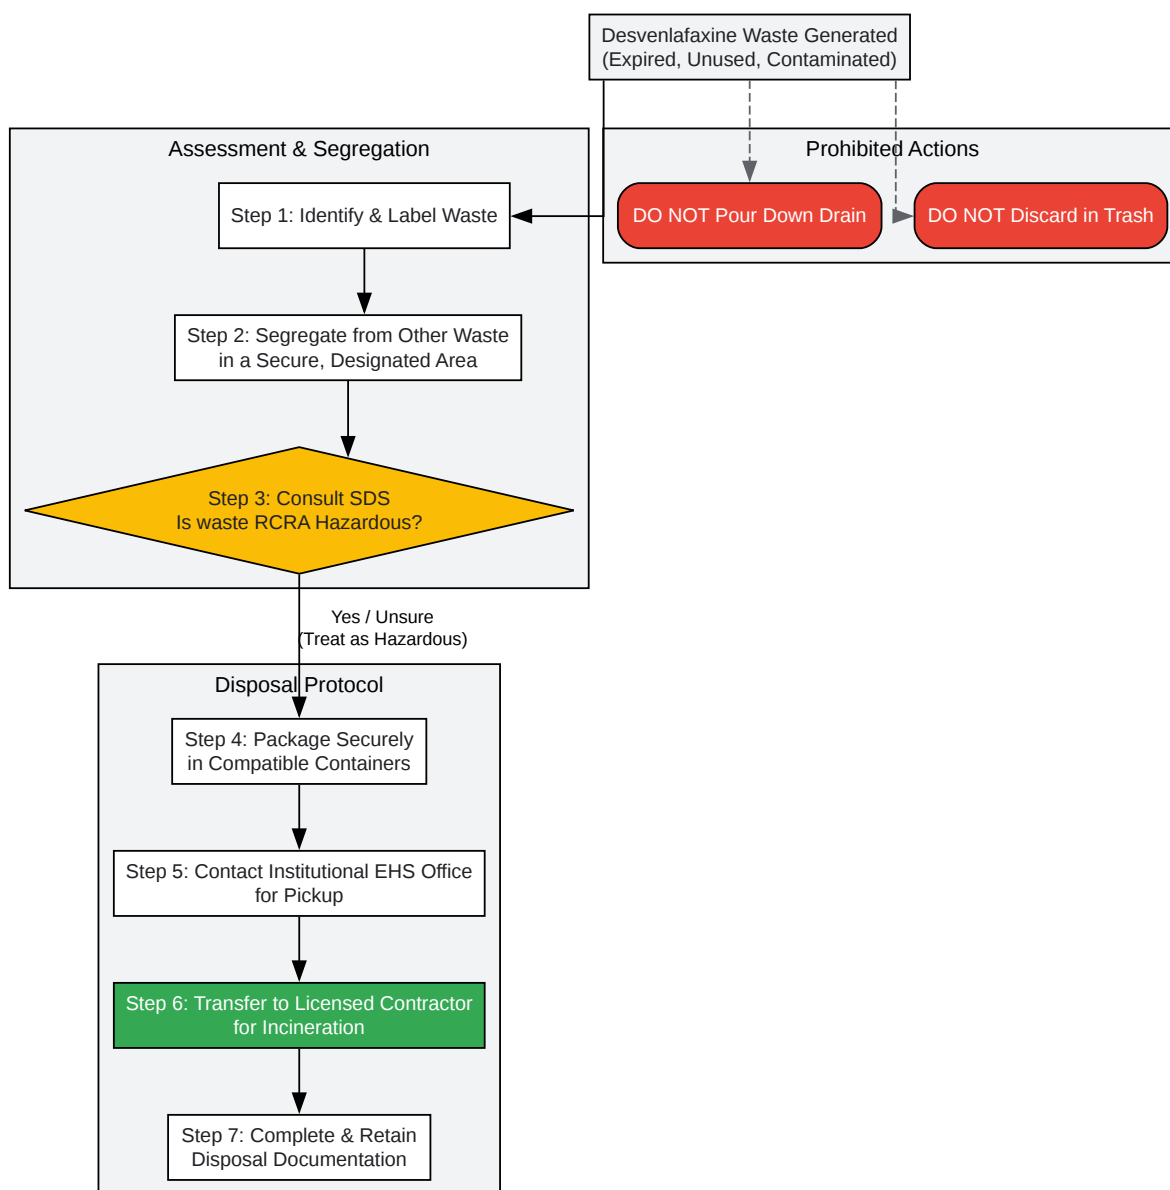 Desvenlafaxine Waste Generated
(Expired, Unused, Contaminated)
Assessment & Segregation
Prohibited Actions
Step 1: Identify & Label Waste
DO NOT Pour Down Drain
DO NOT Discard in Trash
Step 2: Segregate from Other Waste
in a Secure, Designated Area
Step 3: Consult SDS
Is waste RCRA Hazardous?
Yes / Unsure
(Treat as Hazardous)
Disposal Protocol
Step 4: Package Securely
in Compatible Containers
Step 5: Contact Institutional EHS Office
for Pickup
Step 6: Transfer to Licensed Contractor
for Incineration
Step 7: Complete & Retain
Disposal Documentation